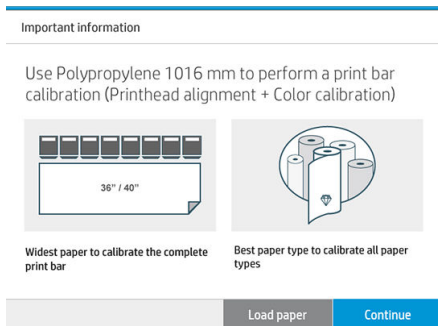 Important information
Use Polypropylene 1016 mm to perform a print bar
calibration (Printhead alignment + Color calibration)
36" / 40"
Widest paper to calibrate the complete
print bar
Best paper type to calibrate all paper
types
Load paper
Continue